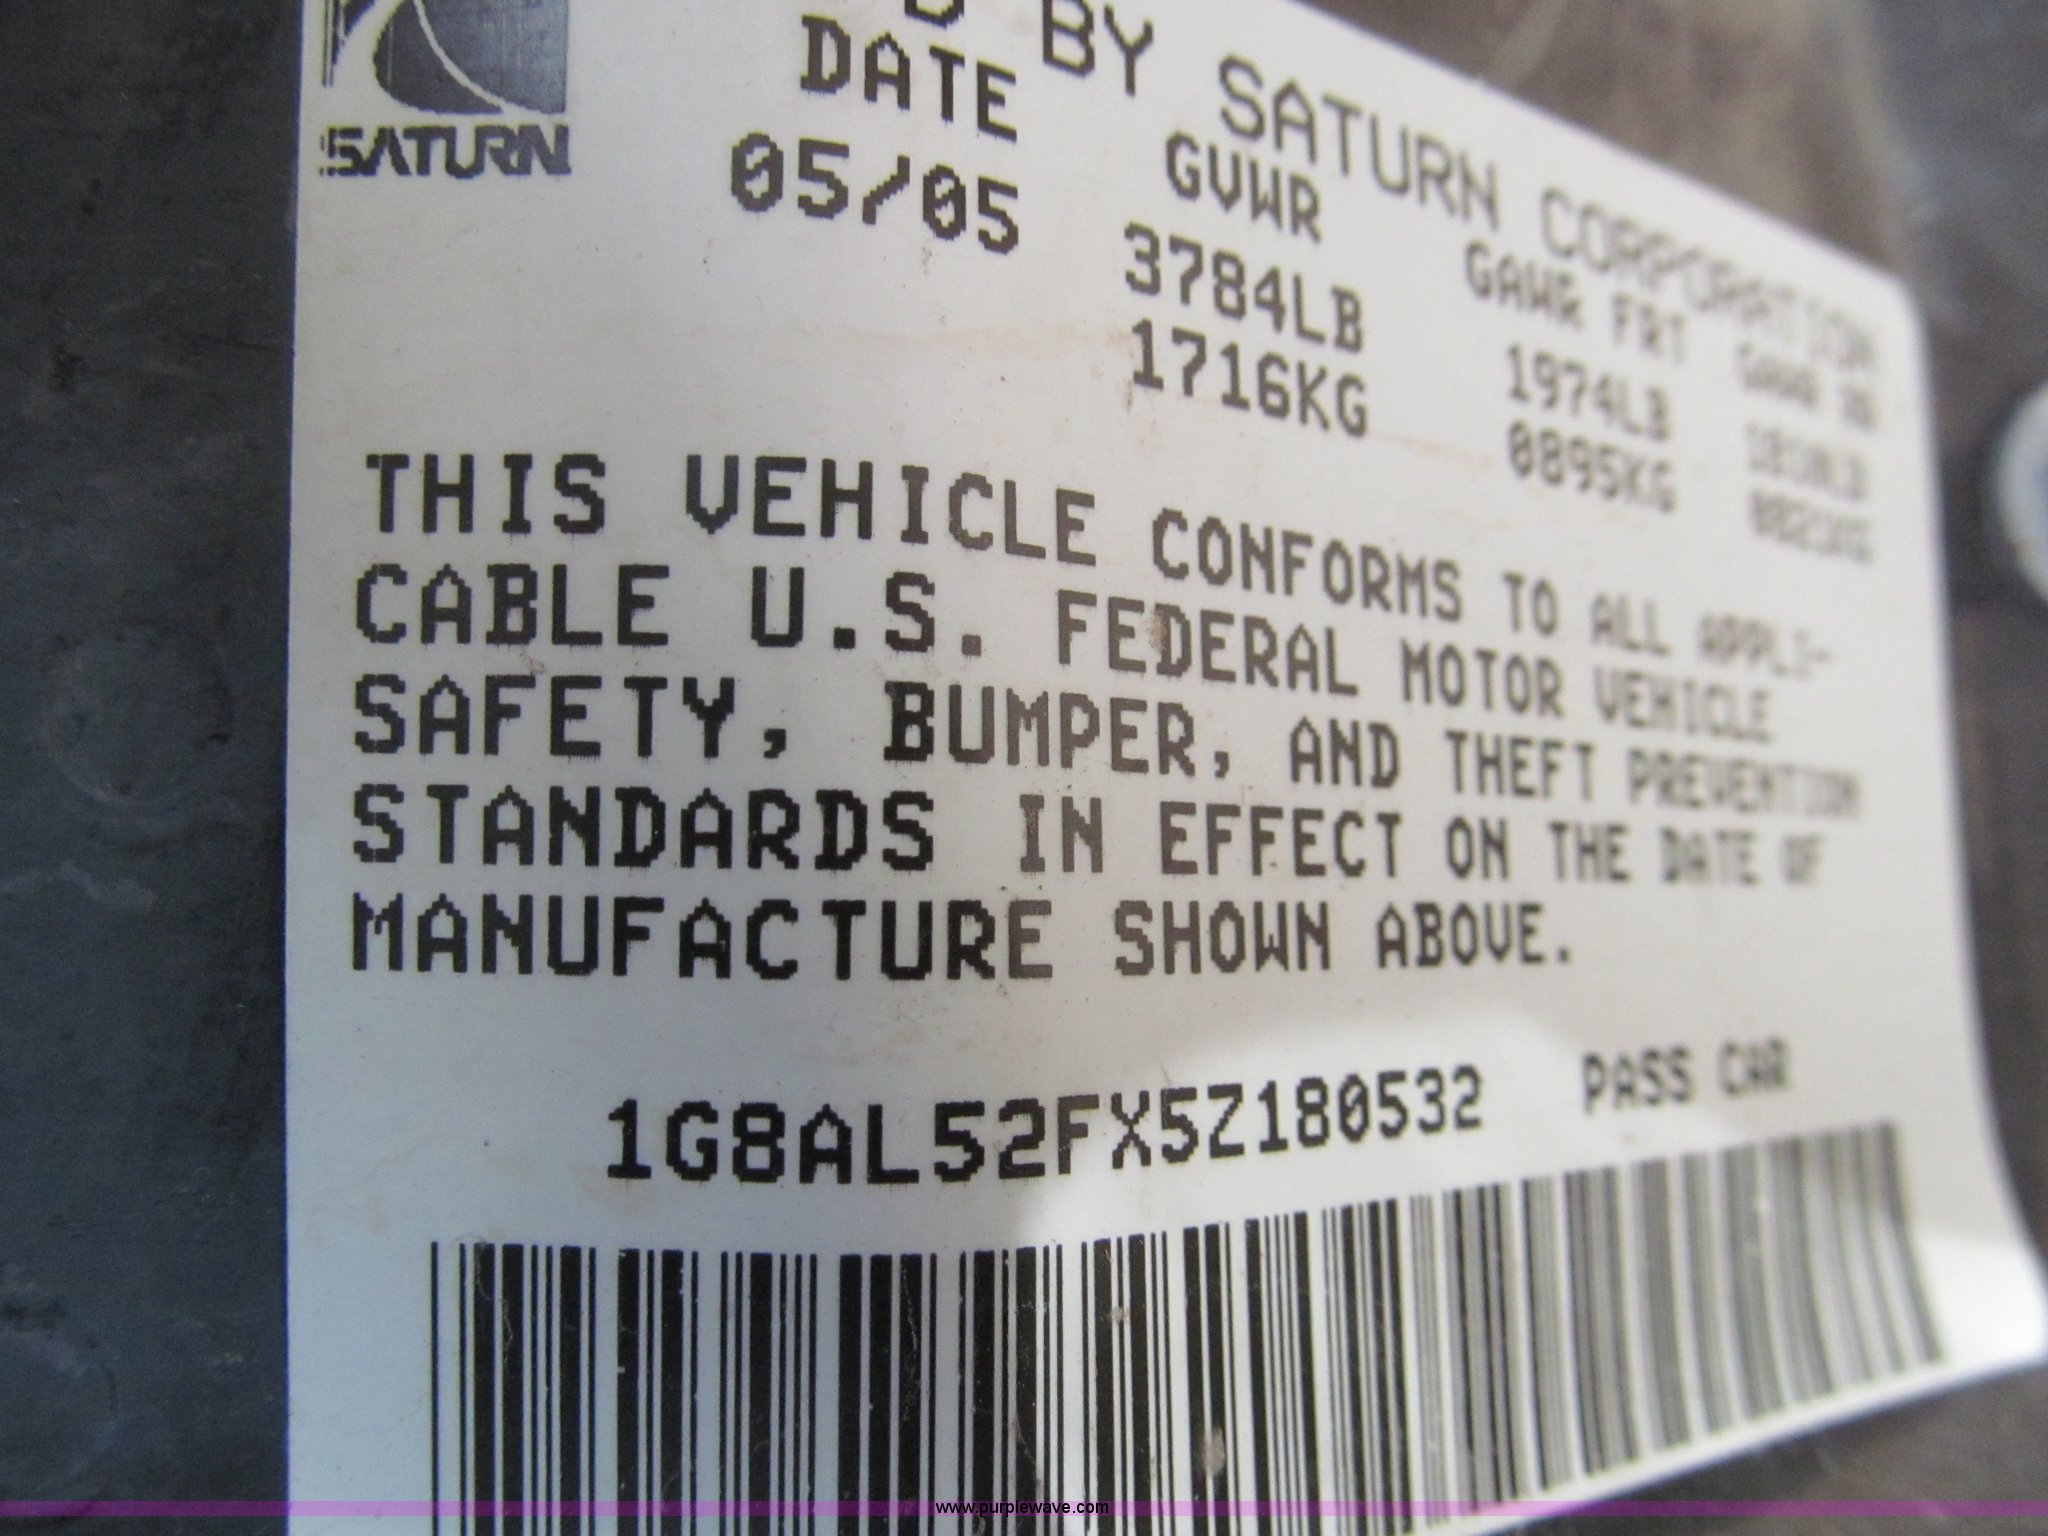 SATURN
BY SATURN CORPORATION
DATE GVWR GAWR FRT GAWR
05/05 3784LB 1974LB
1716KG 0895KG
THIS VEHICLE CONFORMS TO ALL APPLI-
CABLE U.S. FEDERAL MOTOR VEHICLE
SAFETY, BUMPER, AND THEFT PREVENTION
STANDARDS IN EFFECT ON THE DATE OF
MANUFACTURE SHOWN ABOVE.
1G8AL52FX5Z180532 PASS CAR
www.purplewave.com